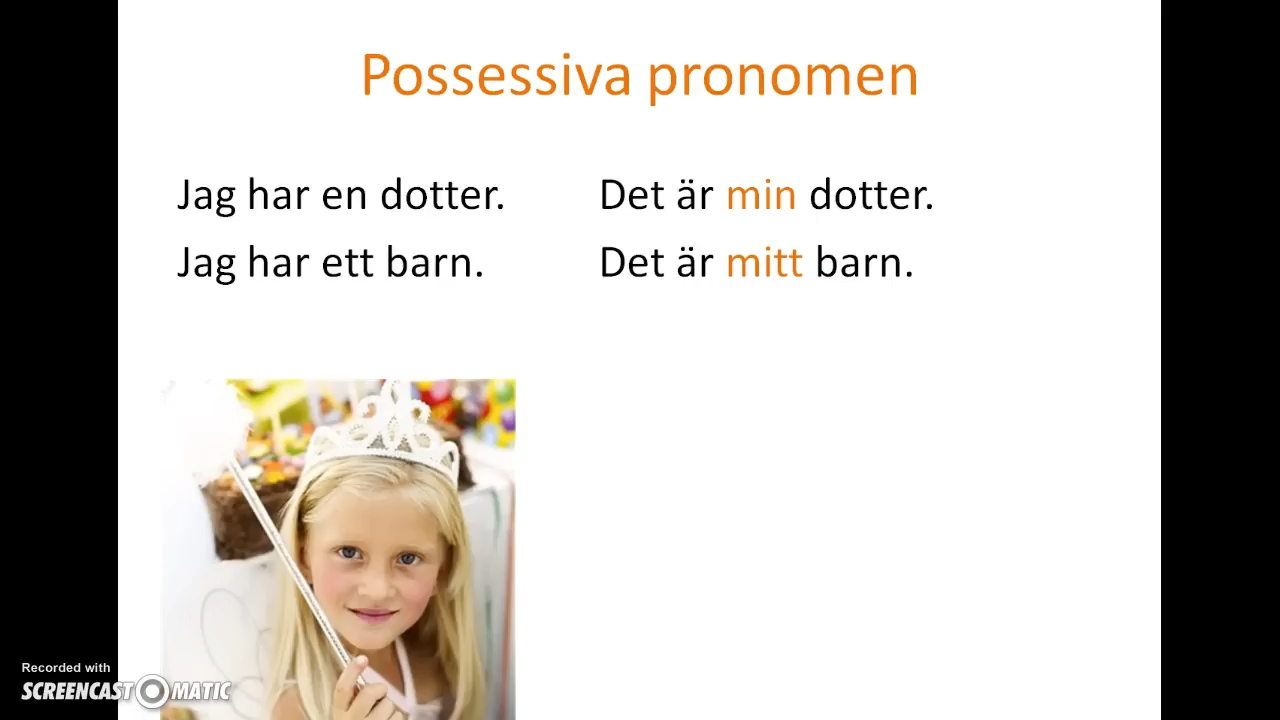 Possessiva pronomen
Jag har en dotter. Det är min dotter.
Jag har ett barn. Det är mitt barn.
Recorded with
SCREENCAST O MATIC